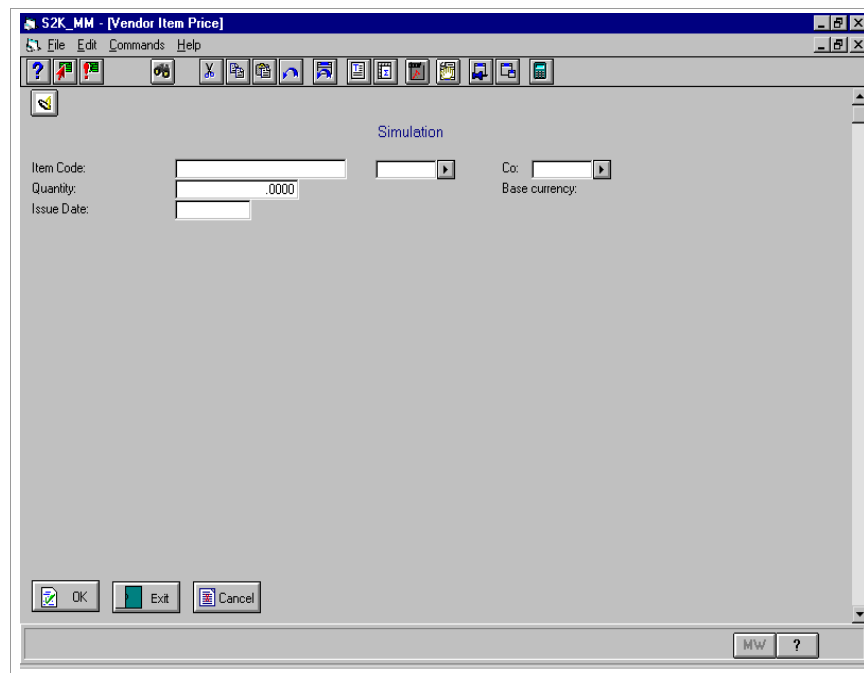 S2K_MM - [Vendor Item Price]
File Edit Commands Help
Simulation
Item Code: Co:
Quantity: .0000 Base currency:
Issue Date:
OK Exit Cancel
MW ?